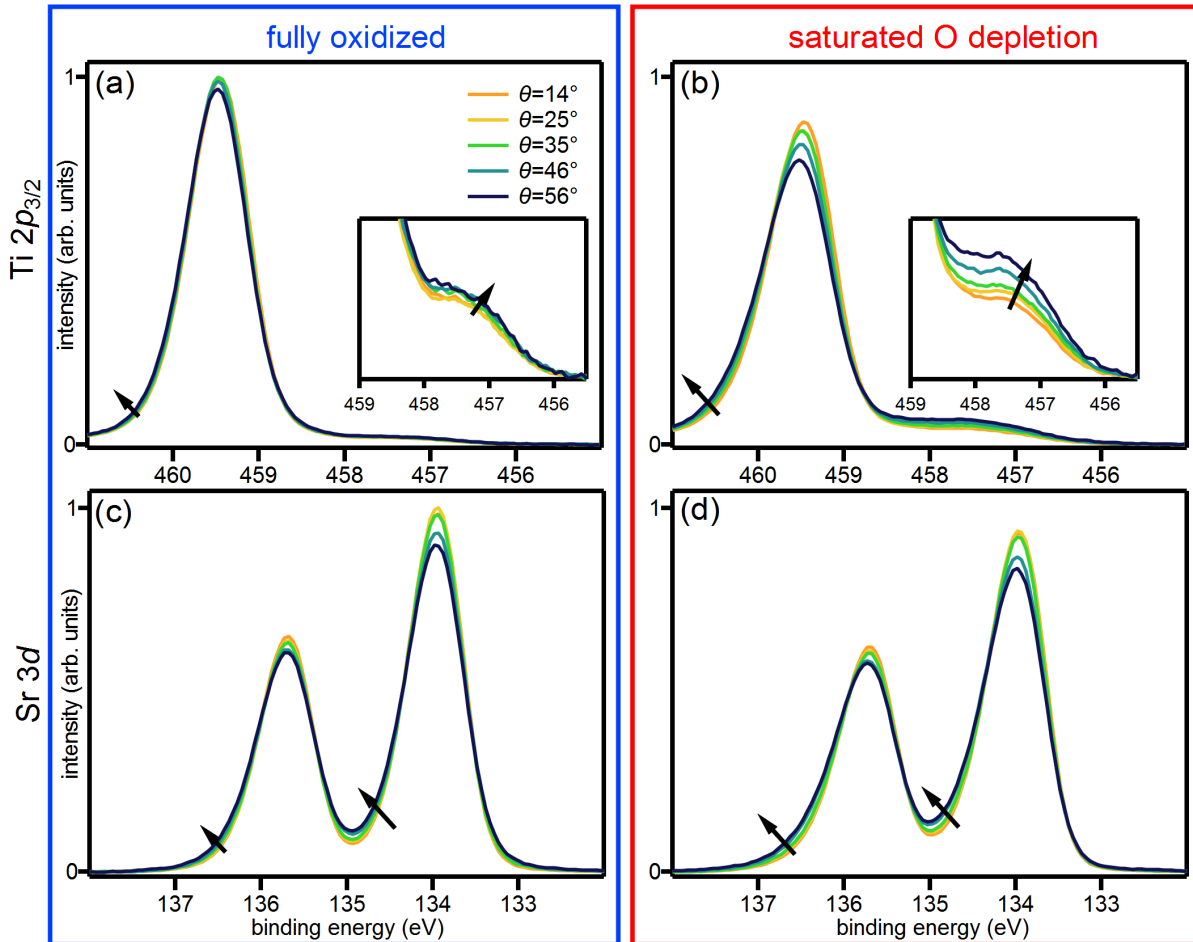 fully oxidized
saturated O depletion
Ti 2p3/2
intensity (arb. units)
1
0
(a)
θ=14°
θ=25°
θ=35°
θ=46°
θ=56°
459 458 457 456
460 459 458 457 456
1
0
(b)
459 458 457 456
460 459 458 457 456
Sr 3d
intensity (arb. units)
1
0
(c)
137 136 135 134 133
binding energy (eV)
1
0
(d)
137 136 135 134 133
binding energy (eV)